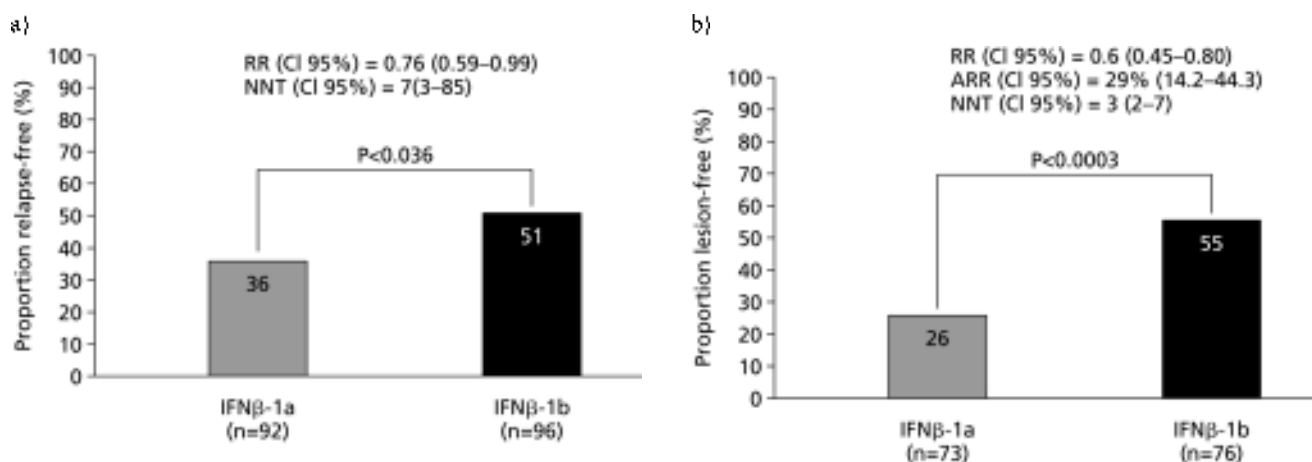 a)
RR (CI 95%) = 0.76 (0.59–0.99)
NNT (CI 95%) = 7(3–85)
Proportion relapse-free (%)
100
90
80
70
60
50
40
30
20
10
0
P<0.036
36
51
IFNβ-1a
(n=92)
IFNβ-1b
(n=96)
b)
RR (CI 95%) = 0.6 (0.45–0.80)
ARR (CI 95%) = 29% (14.2–44.3)
NNT (CI 95%) = 3 (2–7)
Proportion lesion-free (%)
100
90
80
70
60
50
40
30
20
10
0
P<0.0003
26
55
IFNβ-1a
(n=73)
IFNβ-1b
(n=76)